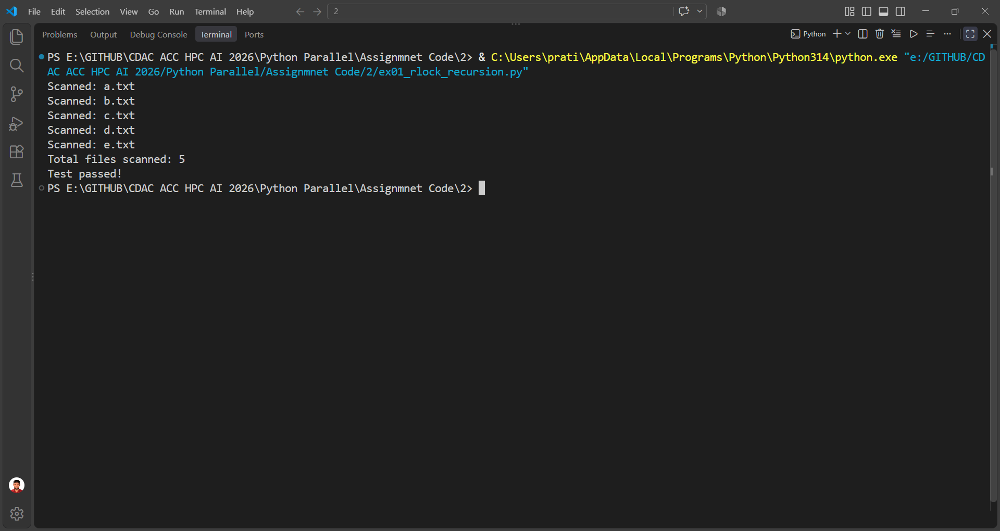 File Edit Selection View Go Run Terminal Help 2
Problems Output Debug Console Terminal Ports Python
PS E:\GITHUB\CDAC ACC HPC AI 2026\Python Parallel\Assignmnet Code\2> & C:\Users\prati\AppData\Local\Programs\Python\Python314\python.exe "e:/GITHUB/CD
AC ACC HPC AI 2026/Python Parallel/Assignmnet Code/2/ex01_rlock_recursion.py"
Scanned: a.txt
Scanned: b.txt
Scanned: c.txt
Scanned: d.txt
Scanned: e.txt
Total files scanned: 5
Test passed!
PS E:\GITHUB\CDAC ACC HPC AI 2026\Python Parallel\Assignmnet Code\2>